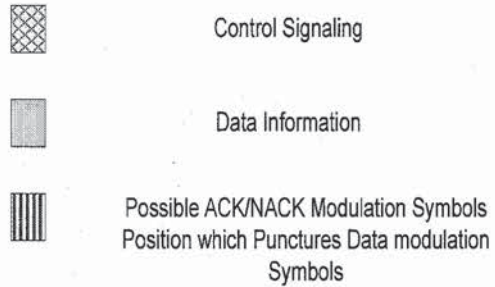 Control Signaling
Data Information
Possible ACK/NACK Modulation Symbols
Position which Punctures Data modulation
Symbols